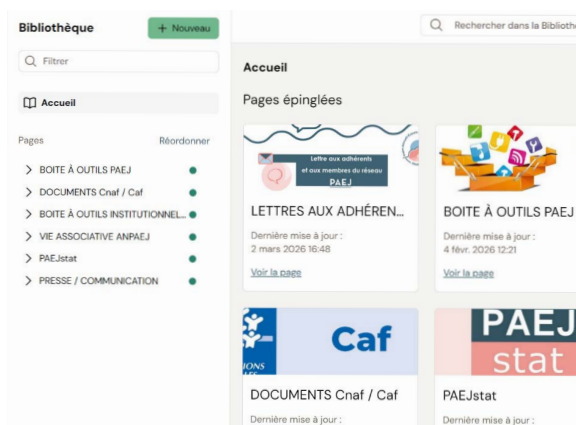 Bibliothèque
+ Nouveau
Rechercher dans la Biblioth
Filtrer
Accueil
Accueil
Pages épinglées
Pages
Réordonner
BOITE À OUTILS PAEJ
DOCUMENTS Cnaf / Caf
BOITE À OUTILS INSTITUTIONNEL...
VIE ASSOCIATIVE ANPAEJ
PAEJstat
PRESSE / COMMUNICATION
Lettre aux adhérents
et aux membres du réseau
PAEJ
LETTRES AUX ADHÉREN...
Dernière mise à jour :
2 mars 2026 16:48
Voir la page
BOITE À OUTILS PAEJ
Dernière mise à jour :
4 févr. 2026 12:21
Voir la page
IONS
Caf
DOCUMENTS Cnaf / Caf
Dernière mise à jour :
PAEJ
stat
PAEJstat
Dernière mise à jour :